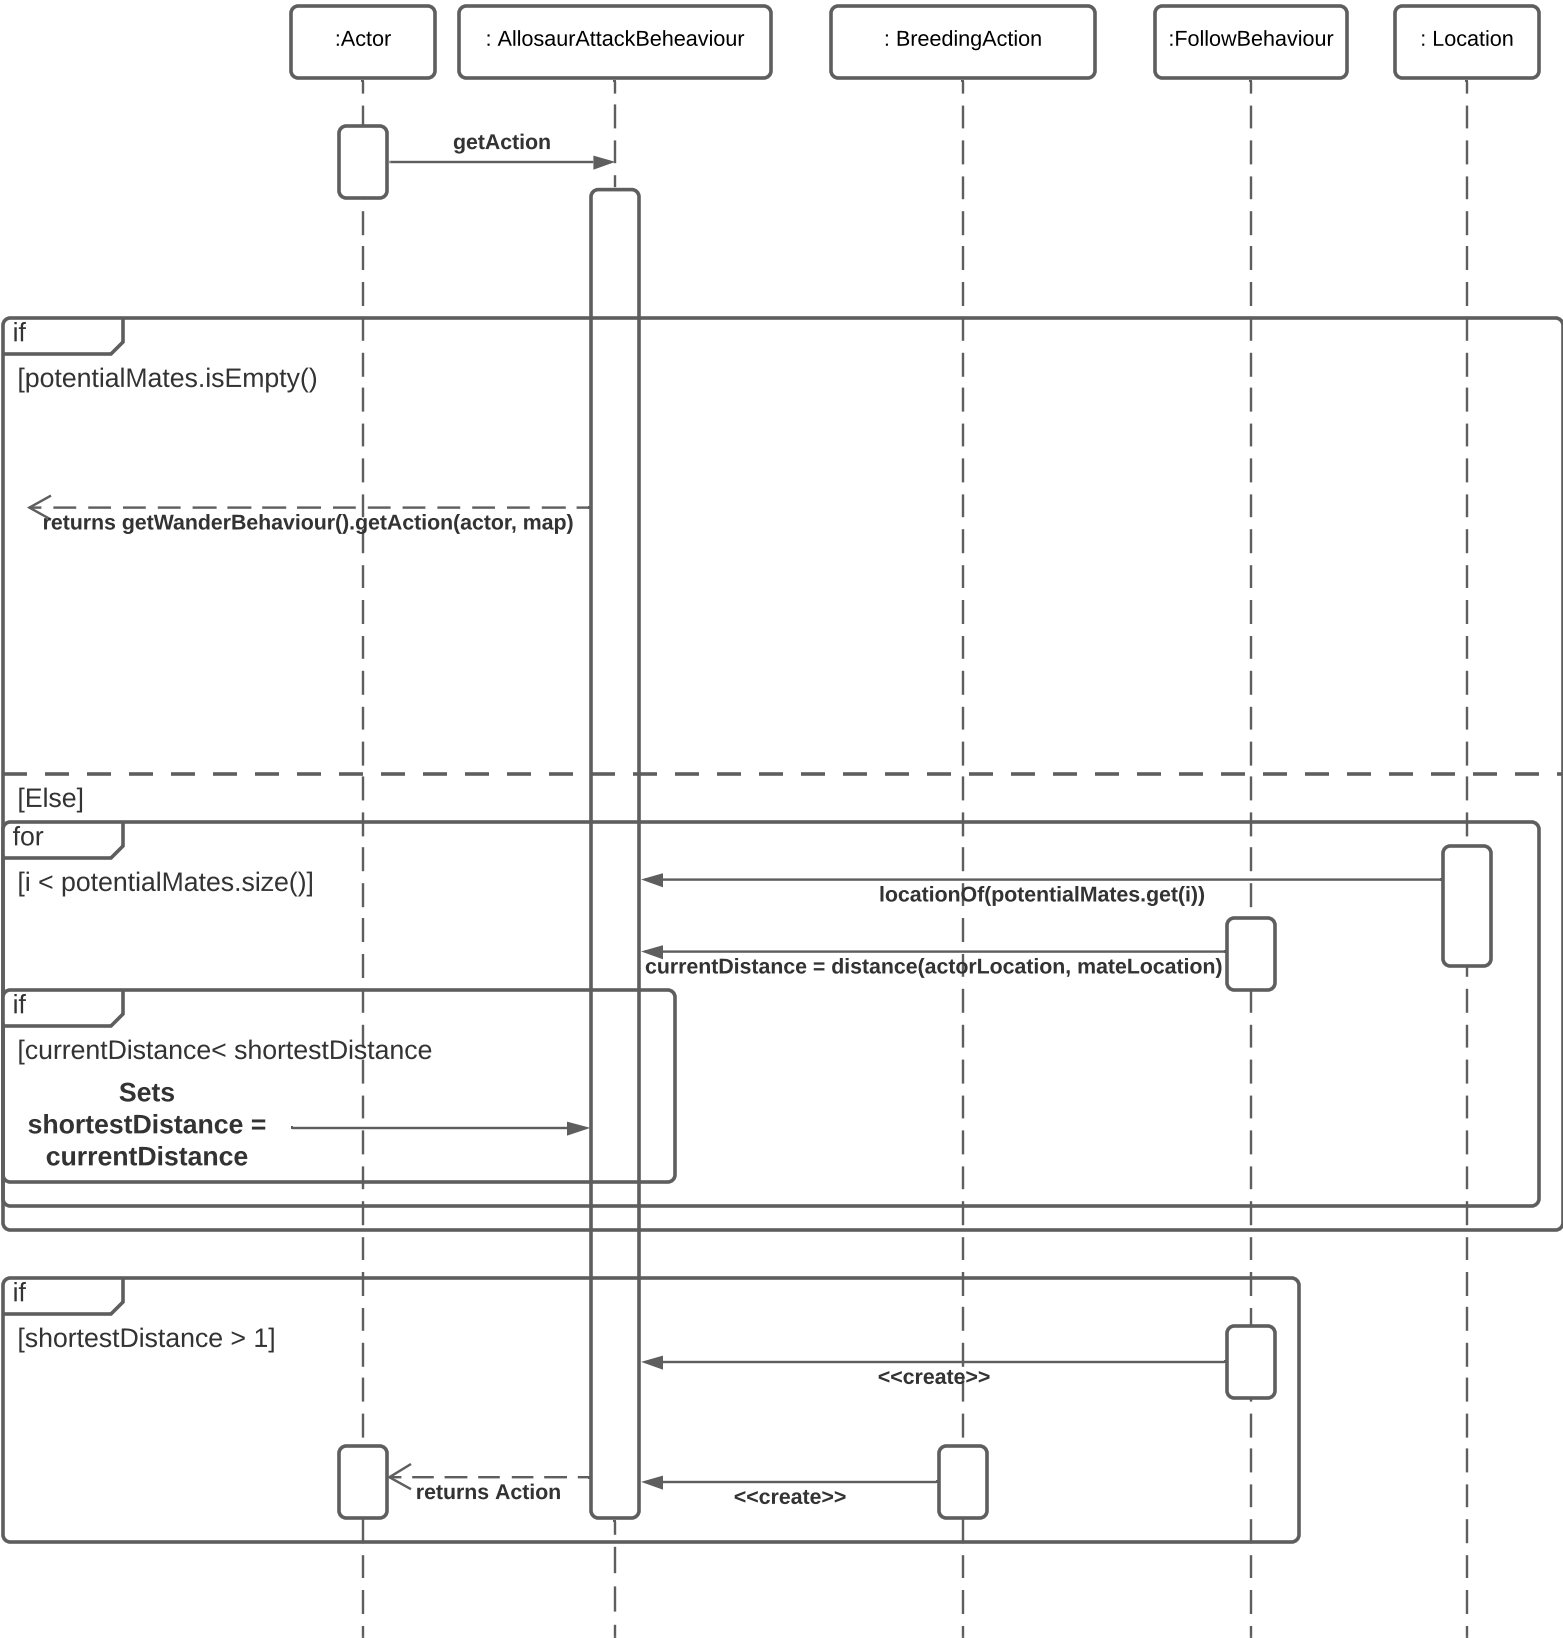 :Actor
: AllosaurAttackBeheaviour
: BreedingAction
:FollowBehaviour
: Location
getAction
if
[potentialMates.isEmpty()
returns getWanderBehaviour().getAction(actor, map)
[Else]
for
[i < potentialMates.size()]
locationOf(potentialMates.get(i))
currentDistance = distance(actorLocation, mateLocation)
if
[currentDistance< shortestDistance
Sets
shortestDistance =
currentDistance
if
[shortestDistance > 1]
<<create>>
returns Action
<<create>>